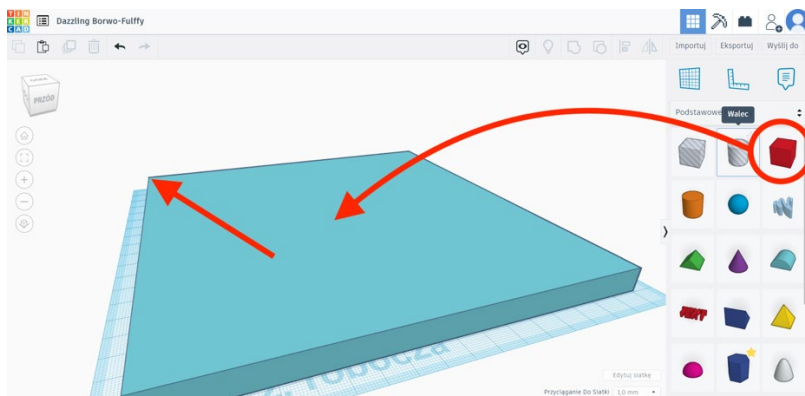 TIN
KER
CAD
Dazzling Borwo-Fulffy
Importuj
Eksportuj
Wyślij do
Podstawowe
Walec
PRZÓD
robocza
Edytuj siatkę
Przyciąganie Do Siatki
1,0 mm